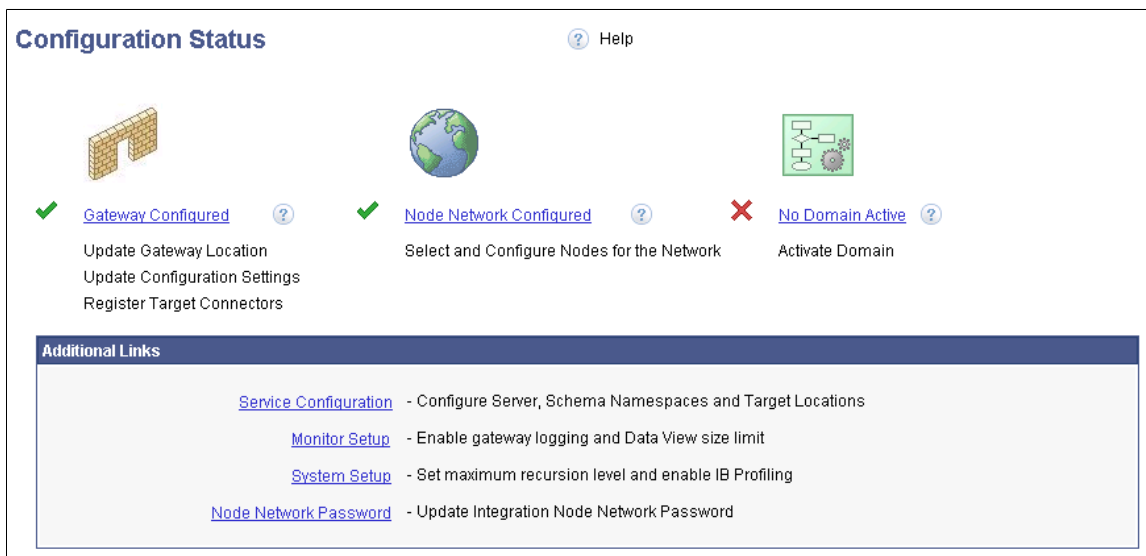 Configuration Status
? Help
Gateway Configured ?
Update Gateway Location
Update Configuration Settings
Register Target Connectors
Node Network Configured ?
Select and Configure Nodes for the Network
No Domain Active ?
Activate Domain
Additional Links
Service Configuration - Configure Server, Schema Namespaces and Target Locations
Monitor Setup - Enable gateway logging and Data View size limit
System Setup - Set maximum recursion level and enable IB Profiling
Node Network Password - Update Integration Node Network Password